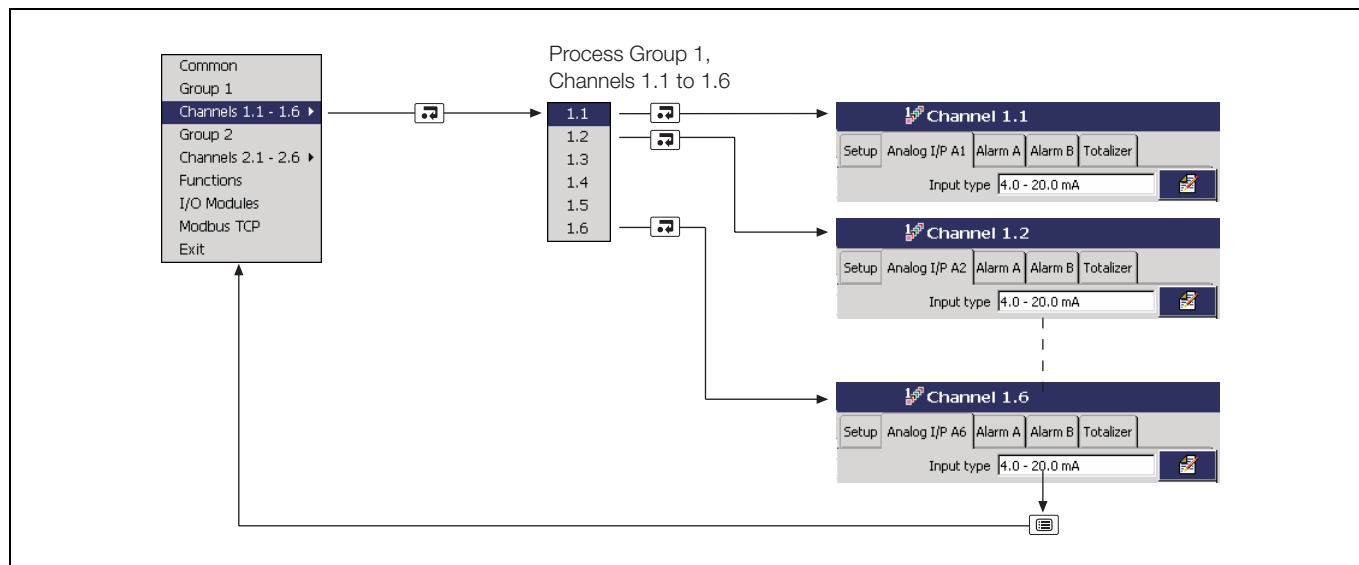 Common
Group 1
Channels 1.1 - 1.6
Group 2
Channels 2.1 - 2.6
Functions
I/O Modules
Modbus TCP
Exit
Process Group 1,
Channels 1.1 to 1.6
1.1
1.2
1.3
1.4
1.5
1.6
Channel 1.1
Setup Analog I/P A1 Alarm A Alarm B Totalizer
Input type 4.0 - 20.0 mA
Channel 1.2
Setup Analog I/P A2 Alarm A Alarm B Totalizer
Input type 4.0 - 20.0 mA
Channel 1.6
Setup Analog I/P A6 Alarm A Alarm B Totalizer
Input type 4.0 - 20.0 mA